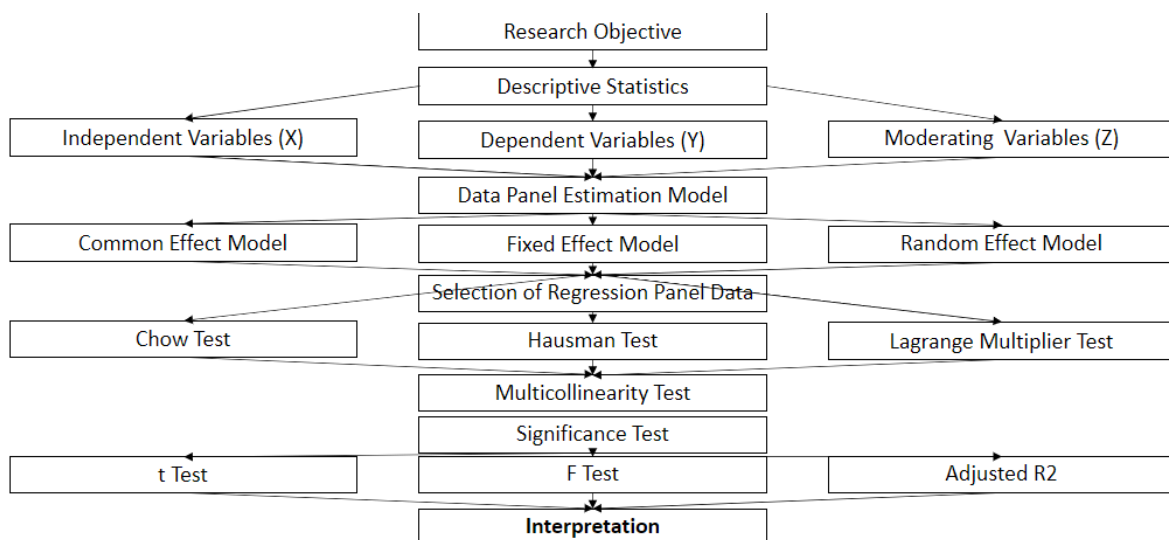 Research Objective
Descriptive Statistics
Independent Variables (X)
Dependent Variables (Y)
Moderating Variables (Z)
Data Panel Estimation Model
Common Effect Model
Fixed Effect Model
Random Effect Model
Selection of Regression Panel Data
Chow Test
Hausman Test
Lagrange Multiplier Test
Multicollinearity Test
Significance Test
t Test
F Test
Adjusted R2
Interpretation